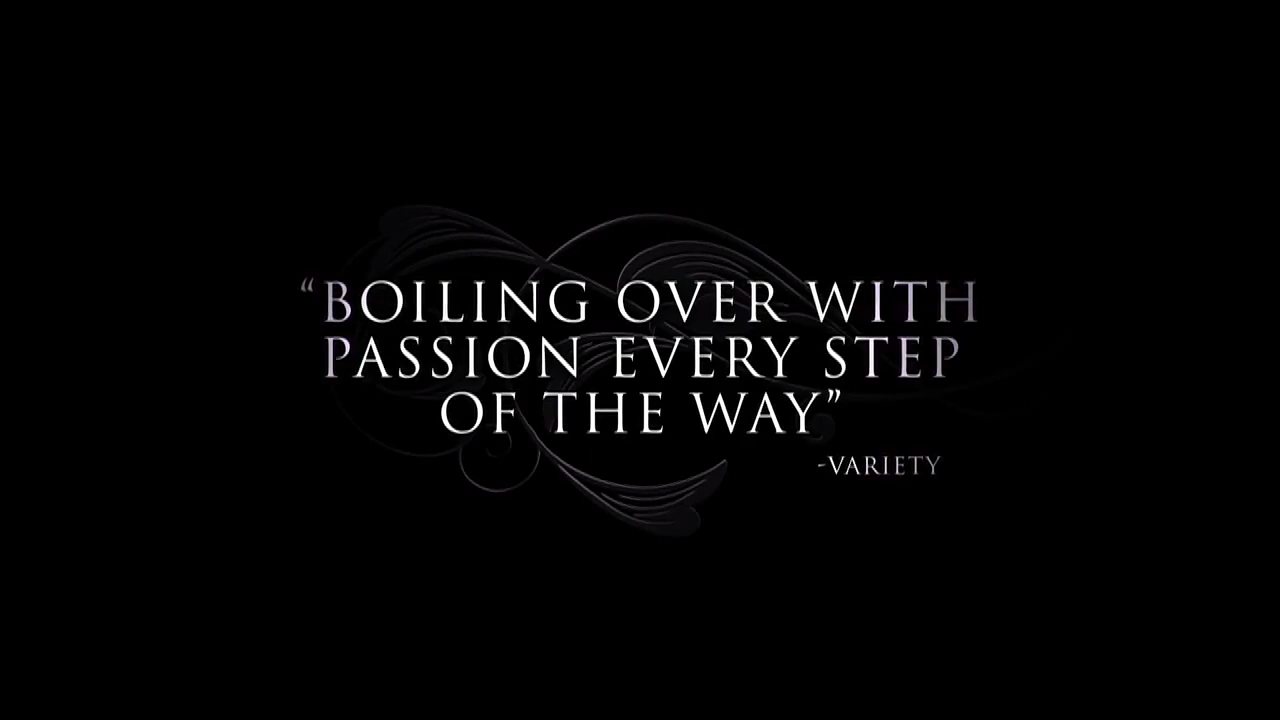 “BOILING OVER WITH
PASSION EVERY STEP
OF THE WAY”
-VARIETY